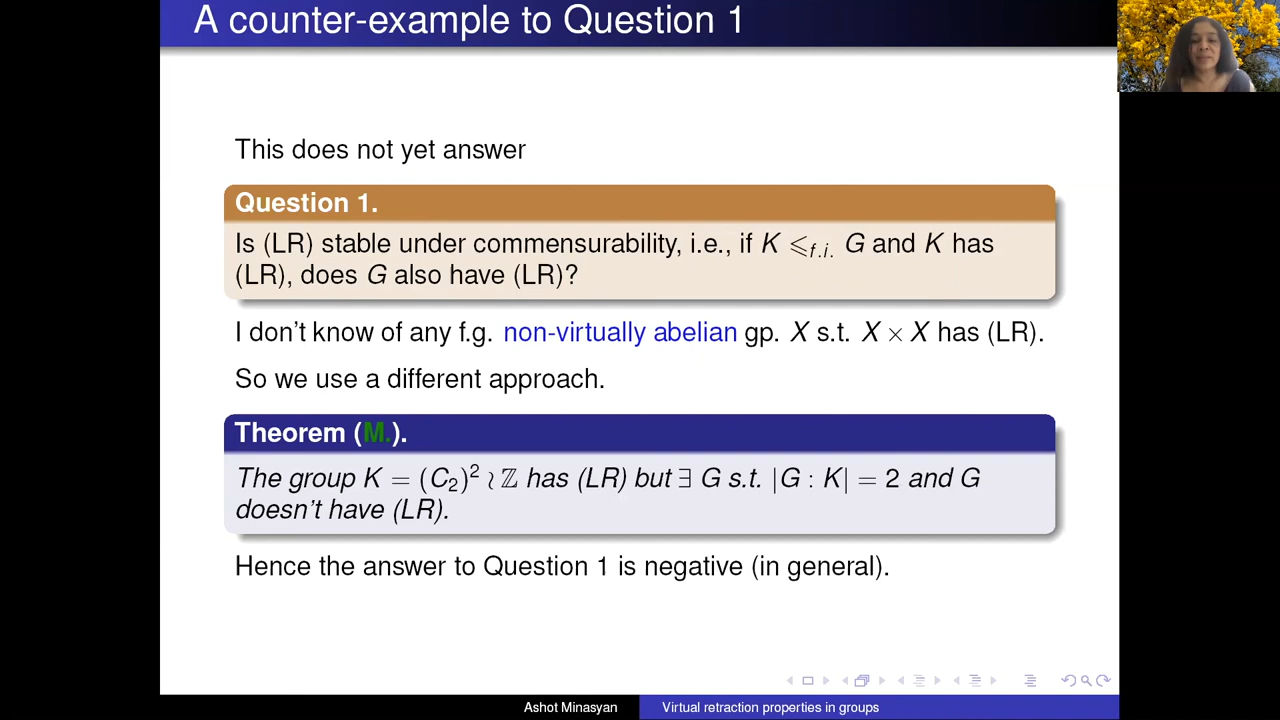 A counter-example to Question 1
This does not yet answer
Question 1.
Is (LR) stable under commensurability, i.e., if K ⩽f.i. G and K has
(LR), does G also have (LR)?
I don't know of any f.g. non-virtually abelian gp. X s.t. X × X has (LR).
So we use a different approach.
Theorem (M.).
The group K = (C₂)² ≀ ℤ has (LR) but ∃ G s.t. |G : K| = 2 and G
doesn't have (LR).
Hence the answer to Question 1 is negative (in general).
Ashot Minasyan
Virtual retraction properties in groups